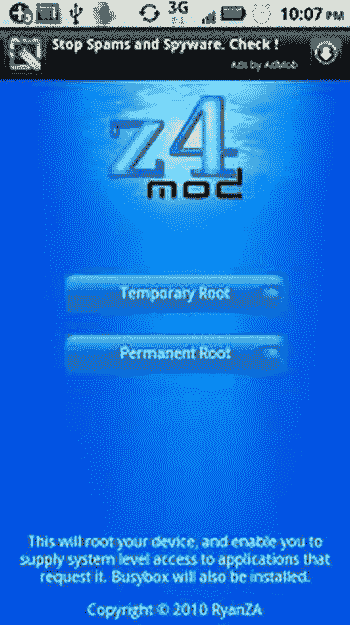 3G
10:07 PM
Stop Spams and Spyware. Check !
Ads by AdMob
z4
mod
Temporary Root
Permanent Root
This will root your device, and enable you to
supply system level access to applications that
request it. Busybox will also be installed.
Copyright © 2010 RyanZA